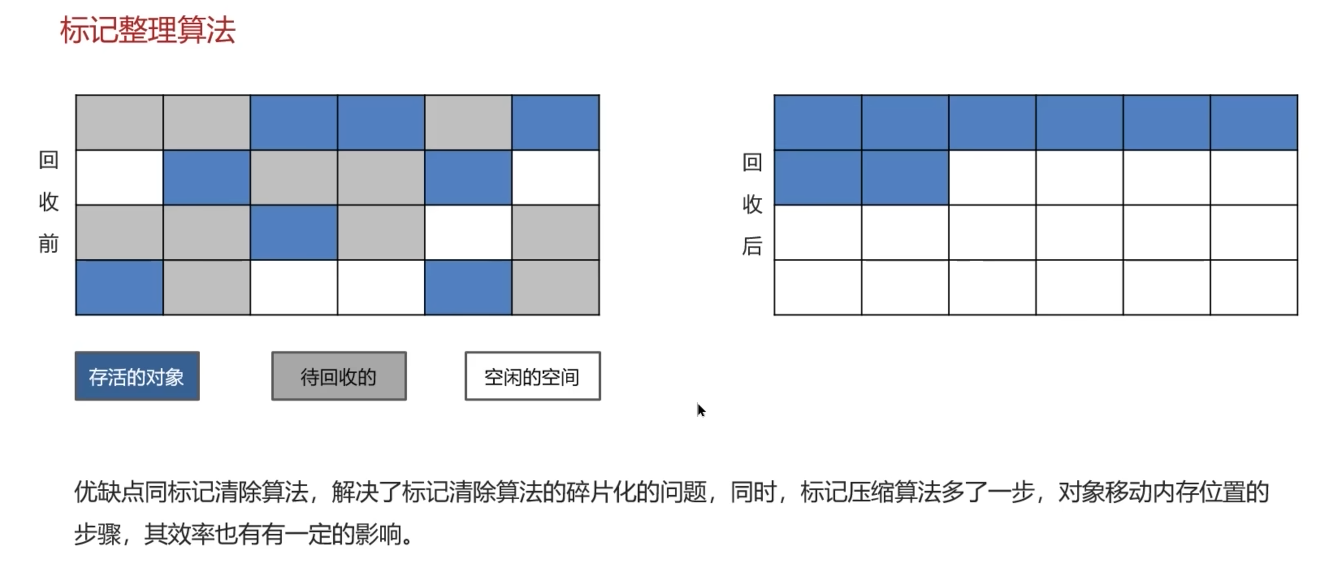 标记整理算法
回收前
回收后
存活的对象
待回收的
空闲的空间
优缺点同标记清除算法，解决了标记清除算法的碎片化的问题，同时，标记压缩算法多了一步，对象移动内存位置的
步骤，其效率也有有一定的影响。